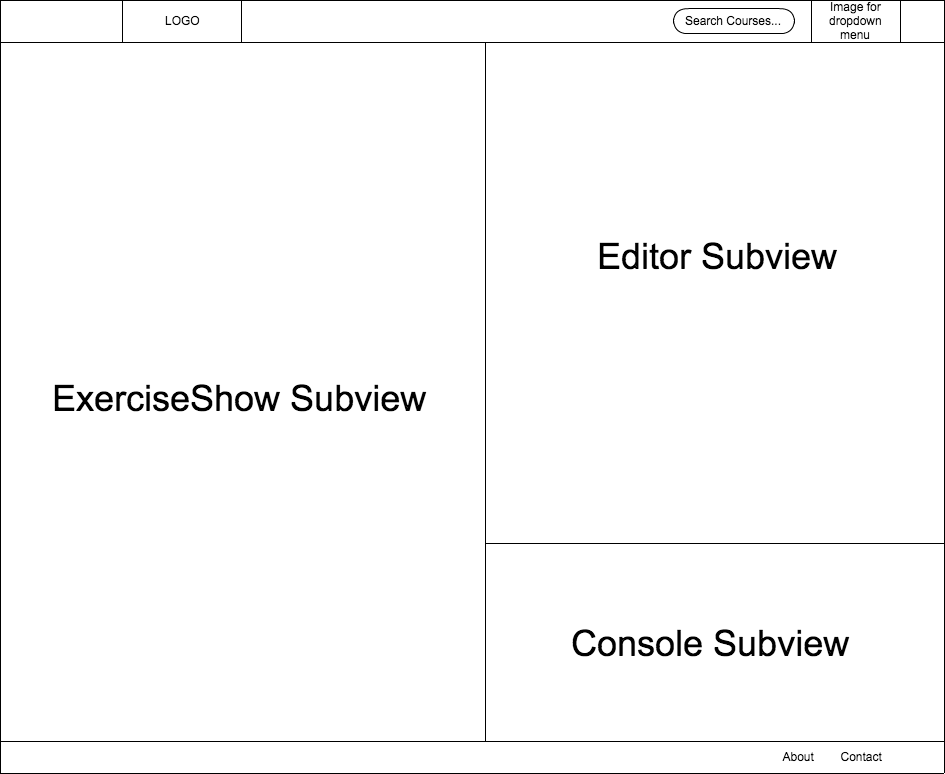 LOGO
Search Courses...
Image for
dropdown
menu
Editor Subview
ExerciseShow Subview
Console Subview
About
Contact